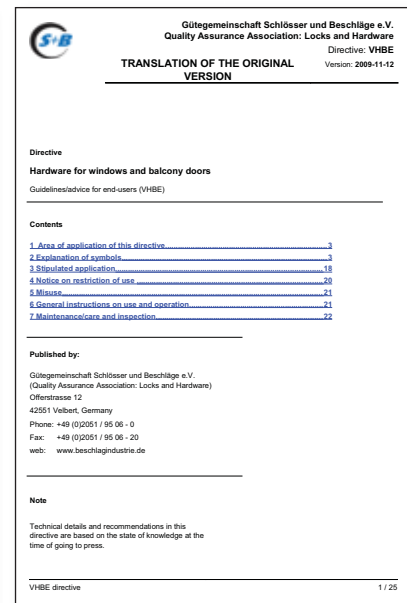 S+B
Gütegemeinschaft Schlösser und Beschläge e.V.
Quality Assurance Association: Locks and Hardware
Directive: VHBE
TRANSLATION OF THE ORIGINAL VERSION
Version: 2009-11-12
Directive
Hardware for windows and balcony doors
Guidelines/advice for end-users (VHBE)
Contents
1 Area of application of this directive 3
2 Explanation of symbols 3
3 Stipulated application 18
4 Notice on restriction of use 20
5 Misuse 21
6 General instructions on use and operation 21
7 Maintenance/care and inspection 22
Published by:
Gütegemeinschaft Schlösser und Beschläge e.V.
(Quality Assurance Association: Locks and Hardware)
Offerstrasse 12
42551 Velbert, Germany
Phone: +49 (0)2051 / 95 06 - 0
Fax: +49 (0)2051 / 95 06 - 20
web: www.beschlagindustrie.de
Note
Technical details and recommendations in this
directive are based on the state of knowledge at the
time of going to press.
VHBE directive 1 / 25